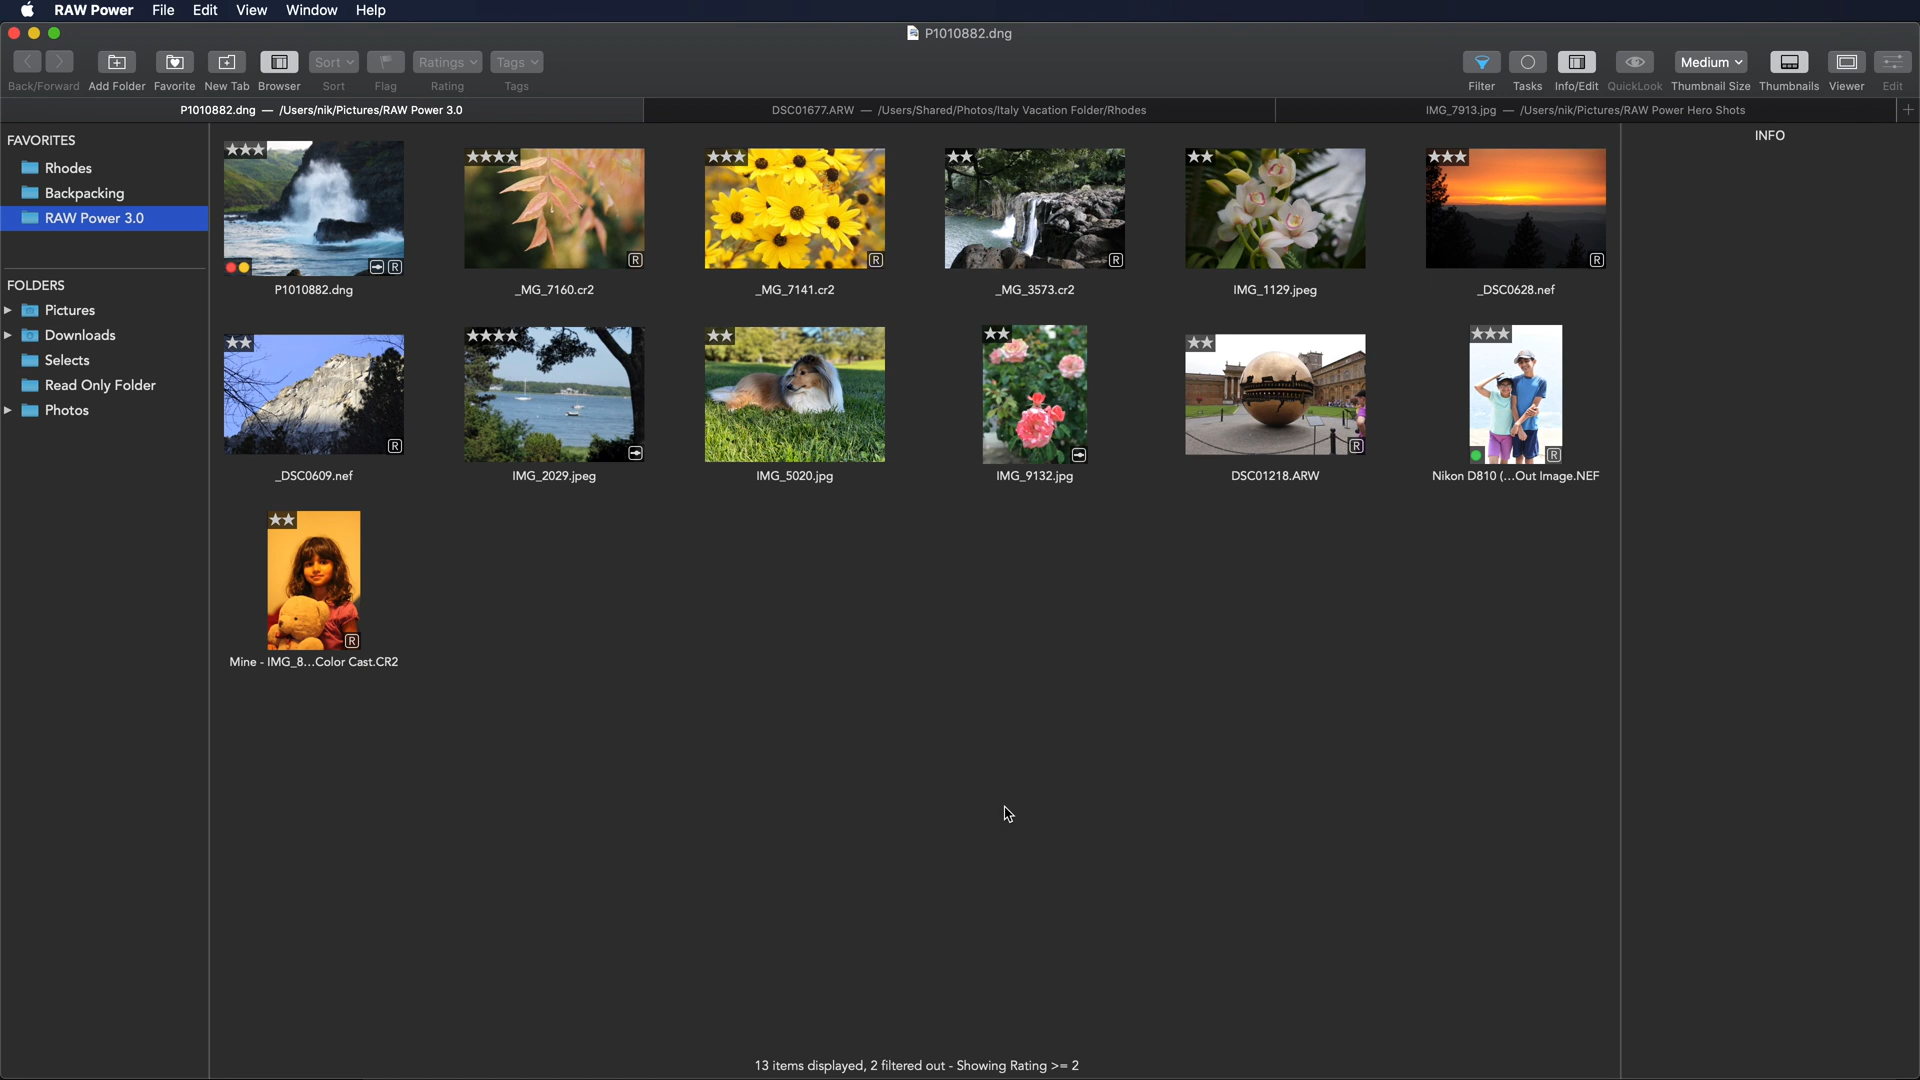 RAW Power File Edit View Window Help
P1010882.dng
Sort Ratings Tags Medium
Back/Forward Add Folder Favorite New Tab Browser Sort Flag Rating Tags Filter Tasks Info/Edit QuickLook Thumbnail Size Thumbnails Viewer Edit
P1010882.dng — /Users/nik/Pictures/RAW Power 3.0 DSC01677.ARW — /Users/Shared/Photos/Italy Vacation Folder/Rhodes IMG_7913.jpg — /Users/nik/Pictures/RAW Power Hero Shots
FAVORITES
Rhodes
Backpacking
RAW Power 3.0
FOLDERS
Pictures
Downloads
Selects
Read Only Folder
Photos
INFO
R R R R R
P1010882.dng _MG_7160.cr2 _MG_7141.cr2 _MG_3573.cr2 IMG_1129.jpeg _DSC0628.nef
R R R
_DSC0609.nef IMG_2029.jpeg IMG_5020.jpg IMG_9132.jpg DSC01218.ARW Nikon D810 (...Out Image.NEF
R
Mine - IMG_8...Color Cast.CR2
13 items displayed, 2 filtered out - Showing Rating >= 2